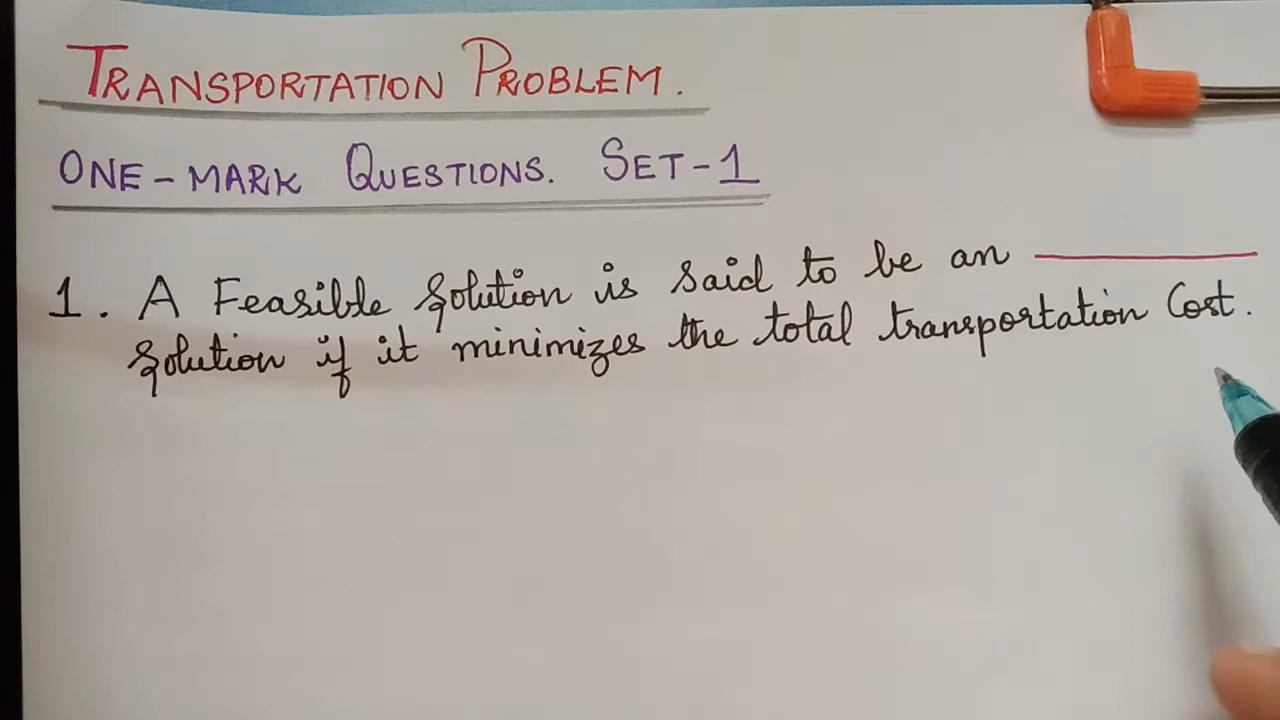 TRANSPORTATION PROBLEM.
ONE-MARK QUESTIONS. SET-1
1. A Feasible Solution is said to be an ________
Solution if it minimizes the total transportation Cost.